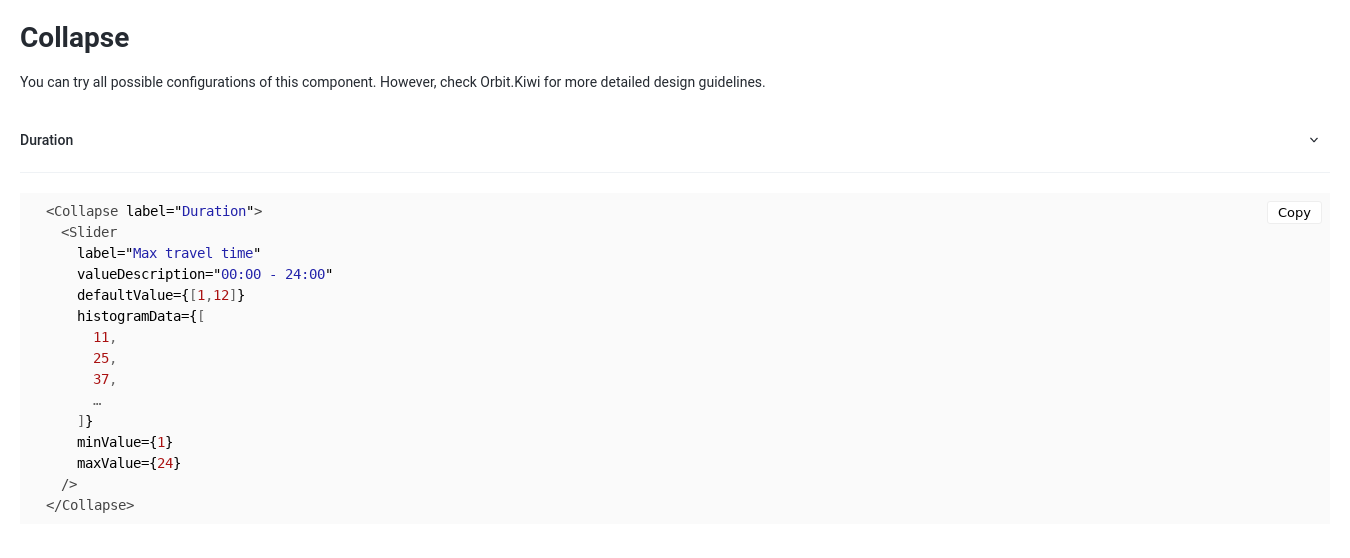 Collapse
You can try all possible configurations of this component. However, check Orbit.Kiwi for more detailed design guidelines.
Duration
<Collapse label="Duration">
Copy
<Slider
label="Max travel time"
valueDescription="00:00 - 24:00"
defaultValue={[1,12]}
histogramData={[
11,
25,
37,
…
]}
minValue={1}
maxValue={24}
/>
</Collapse>